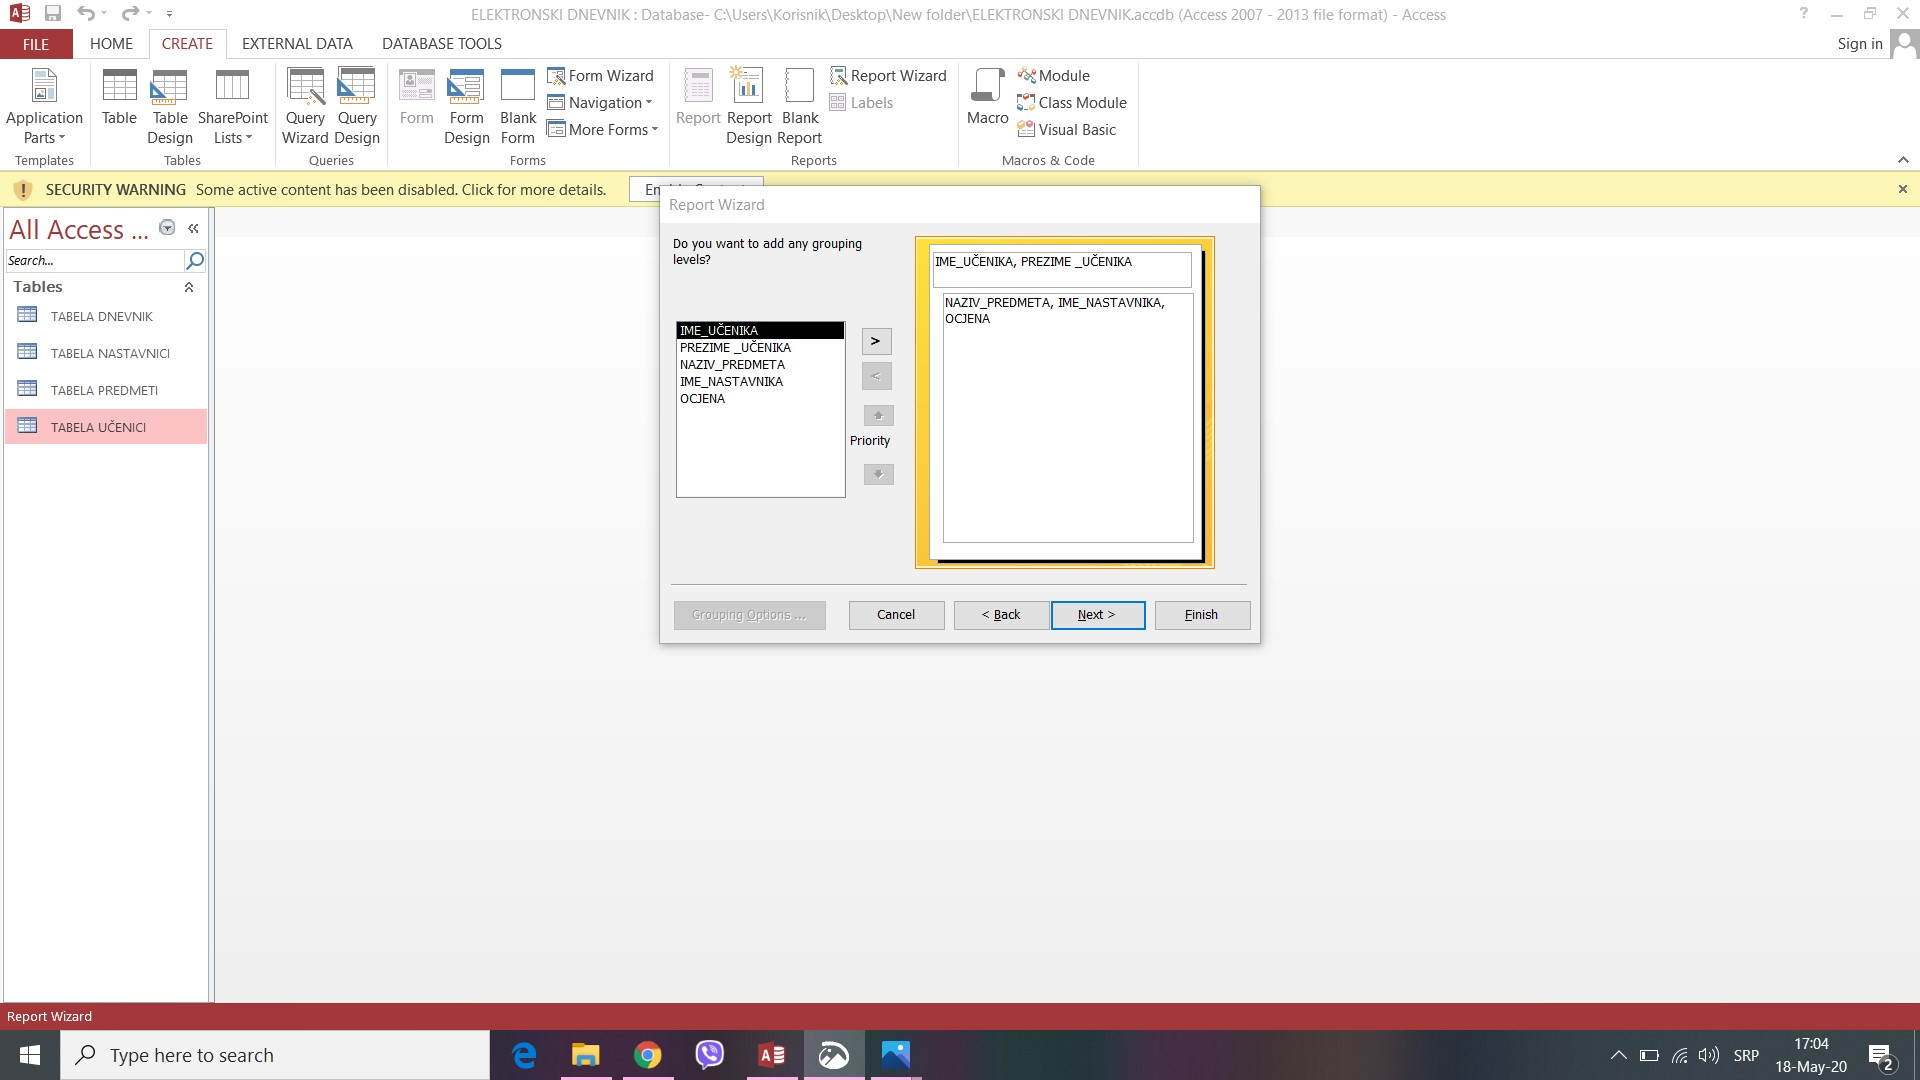 ELEKTRONSKI DNEVNIK : Database- C:\Users\Korisnik\Desktop\New folder\ELEKTRONSKI DNEVNIK.accdb (Access 2007 - 2013 file format) - Access
?
FILE
HOME
CREATE
EXTERNAL DATA
DATABASE TOOLS
Sign in
Application
Parts
Table
Table
Design
SharePoint
Lists
Query
Wizard
Query
Design
Form
Form
Design
Blank
Form
Form Wizard
Navigation
More Forms
Report
Report
Design
Blank
Report
Report Wizard
Labels
Macro
Module
Class Module
Visual Basic
Templates
Tables
Queries
Forms
Reports
Macros & Code
SECURITY WARNING Some active content has been disabled. Click for more details.
All Access ...
Search...
Tables
TABELA DNEVNIK
TABELA NASTAVNICI
TABELA PREDMETI
TABELA UČENICI
Report Wizard
Do you want to add any grouping
levels?
IME_UČENIKA
PREZIME _UČENIKA
NAZIV_PREDMETA
IME_NASTAVNIKA
OCJENA
>
<
Priority
IME_UČENIKA, PREZIME _UČENIKA
NAZIV_PREDMETA, IME_NASTAVNIKA,
OCJENA
Grouping Options ...
Cancel
< Back
Next >
Finish
Report Wizard
Type here to search
SRP
17:04
18-May-20
2